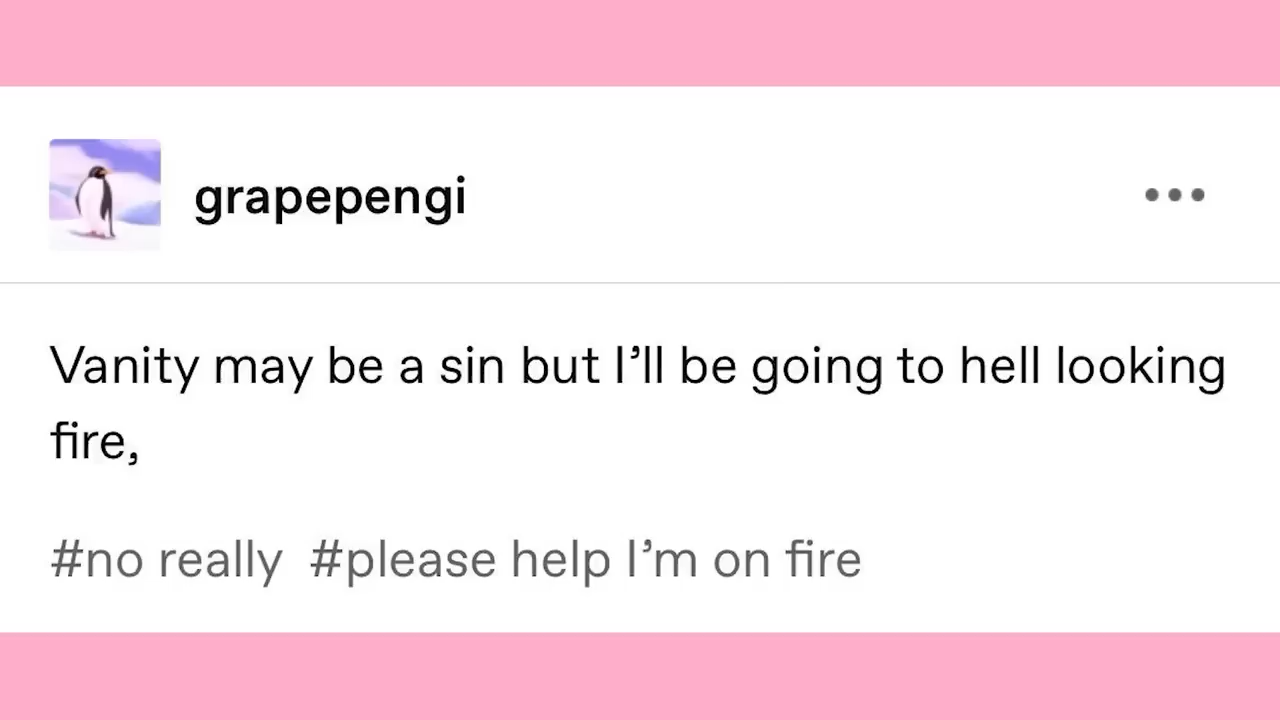 grapepengi
Vanity may be a sin but I’ll be going to hell looking
fire,
#no really #please help I’m on fire